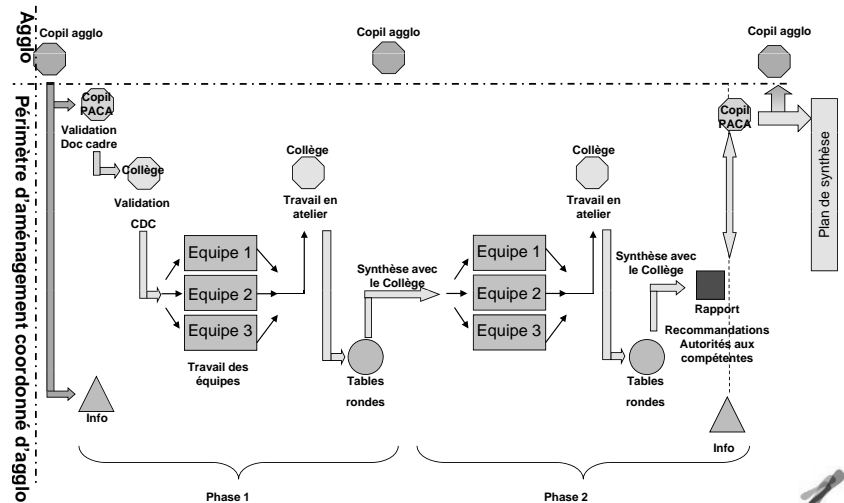 Agglo
Copil agglo
Copil agglo
Copil agglo
Périmètre d'aménagement coordonné d'agglo
Copil
PACA
Validation
Doc cadre
Collège
Validation
CDC
Equipe 1
Equipe 2
Equipe 3
Travail des
équipes
Info
Collège
Travail en
atelier
Tables
rondes
Synthèse avec
le Collège
Equipe 1
Equipe 2
Equipe 3
Collège
Travail en
atelier
Tables
rondes
Synthèse avec
le Collège
Rapport
Recommandations
Autorités aux
compétentes
Copil
PACA
Info
Plan de synthèse
Phase 1
Phase 2